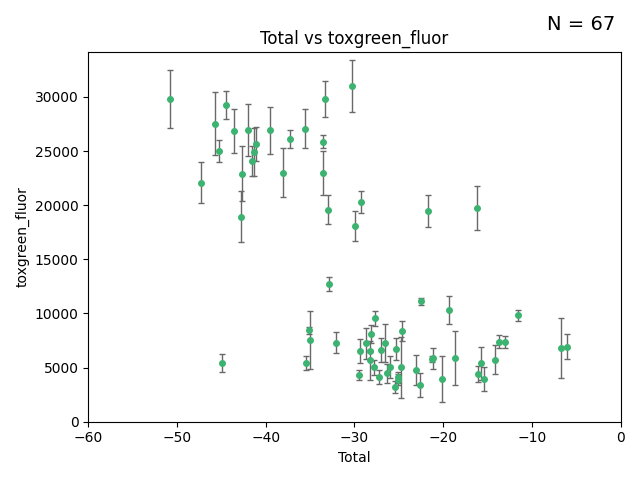 N = 67
Total vs toxgreen_fluor
30000
25000
20000
15000
10000
5000
0
toxgreen_fluor
−60 −50 −40 −30 −20 −10 0
Total